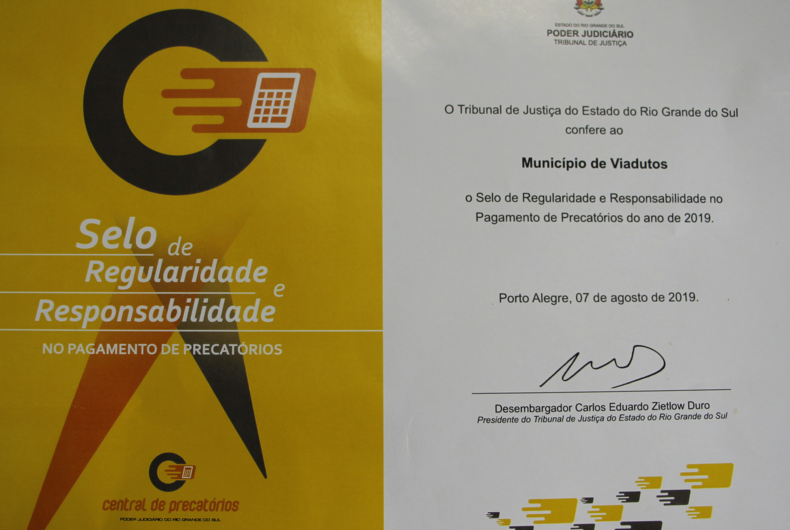 Selo de
Regularidade e
Responsabilidade
NO PAGAMENTO DE PRECATÓRIOS
central de precatórios
PODER JUDICIÁRIO DO RIO GRANDE DO SUL
ESTADO DO RIO GRANDE DO SUL
PODER JUDICIÁRIO
TRIBUNAL DE JUSTIÇA
O Tribunal de Justiça do Estado do Rio Grande do Sul
confere ao
Município de Viadutos
o Selo de Regularidade e Responsabilidade no
Pagamento de Precatórios do ano de 2019.
Porto Alegre, 07 de agosto de 2019.
Desembargador Carlos Eduardo Zietlow Duro
Presidente do Tribunal de Justiça do Estado do Rio Grande do Sul